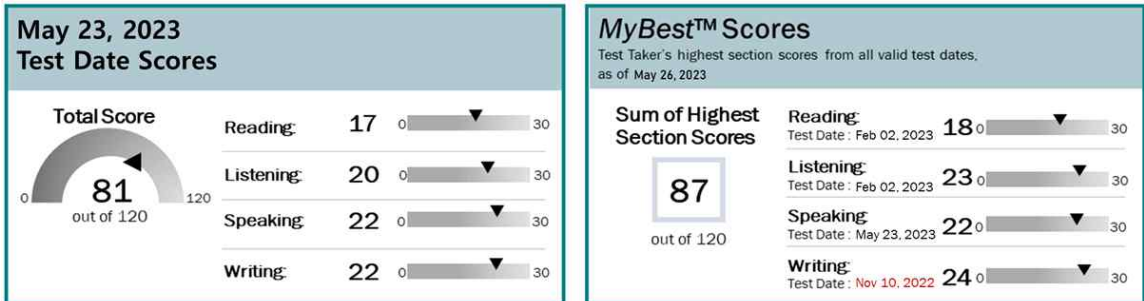 May 23, 2023
Test Date Scores
Total Score
0
81
120
out of 120
Reading: 17 0 30
Listening: 20 0 30
Speaking: 22 0 30
Writing: 22 0 30
MyBest™ Scores
Test Taker's highest section scores from all valid test dates,
as of May 26, 2023
Sum of Highest
Section Scores
87
out of 120
Reading:
Test Date : Feb 02, 2023 18 0 30
Listening:
Test Date : Feb 02, 2023 23 0 30
Speaking:
Test Date : May 23, 2023 22 0 30
Writing:
Test Date : Nov 10, 2022 24 0 30